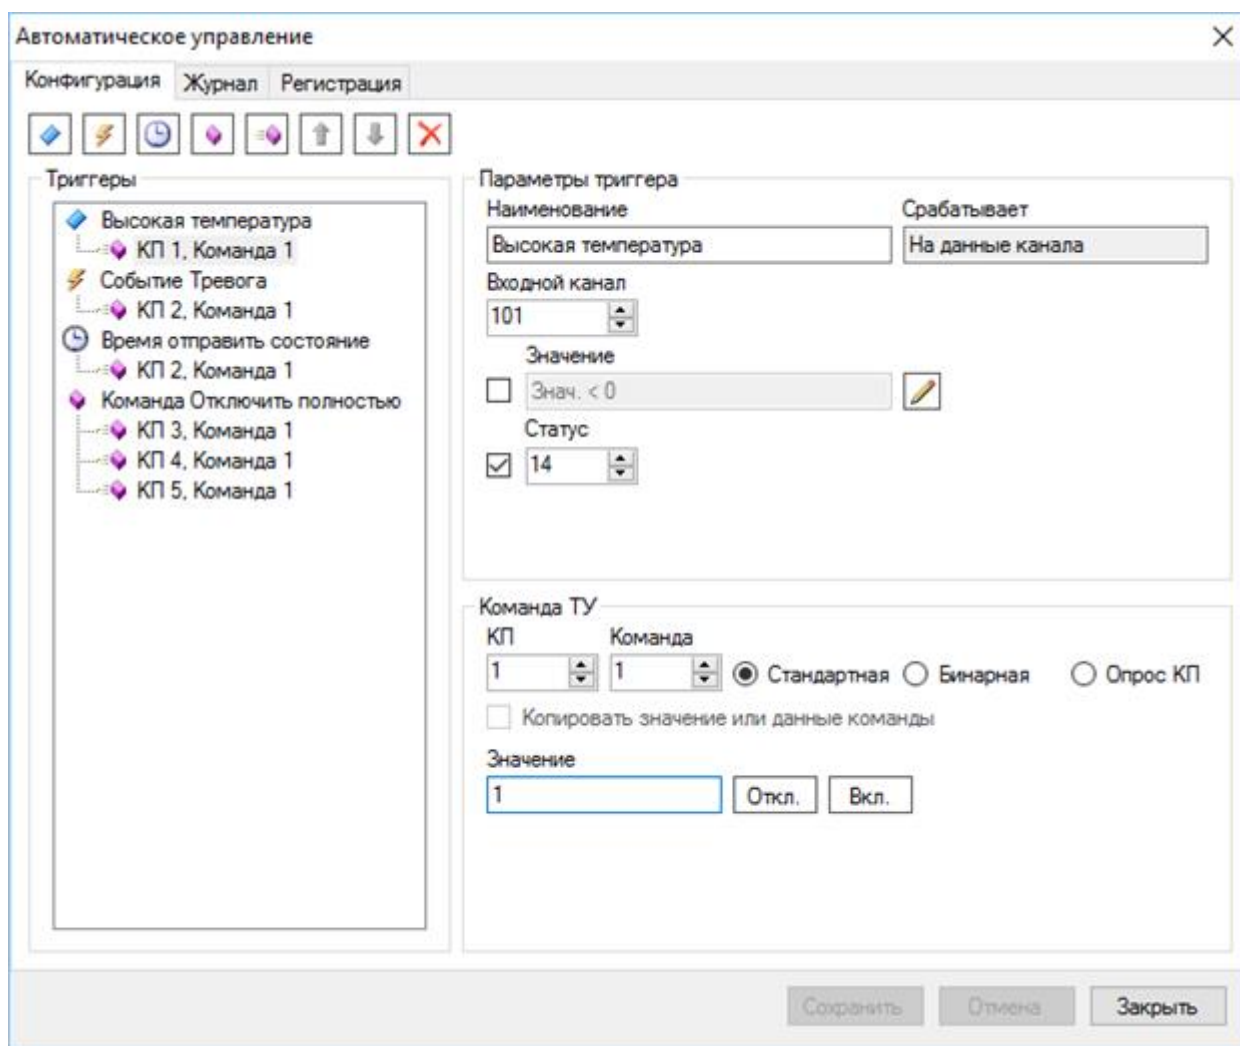 Автоматическое управление
Конфигурация Журнал Регистрация
Триггеры
Высокая температура
КП 1, Команда 1
Событие Тревога
КП 2, Команда 1
Время отправить состояние
КП 2, Команда 1
Команда Отключить полностью
КП 3, Команда 1
КП 4, Команда 1
КП 5, Команда 1
Параметры триггера
Наименование Срабатывает
Высокая температура На данные канала
Входной канал
101
Значение
Знач. < 0
Статус
14
Команда ТУ
КП Команда
1 1 Стандартная Бинарная Опрос КП
Копировать значение или данные команды
Значение
1 Откл. Вкл.
Сохранить Отмена Закрыть